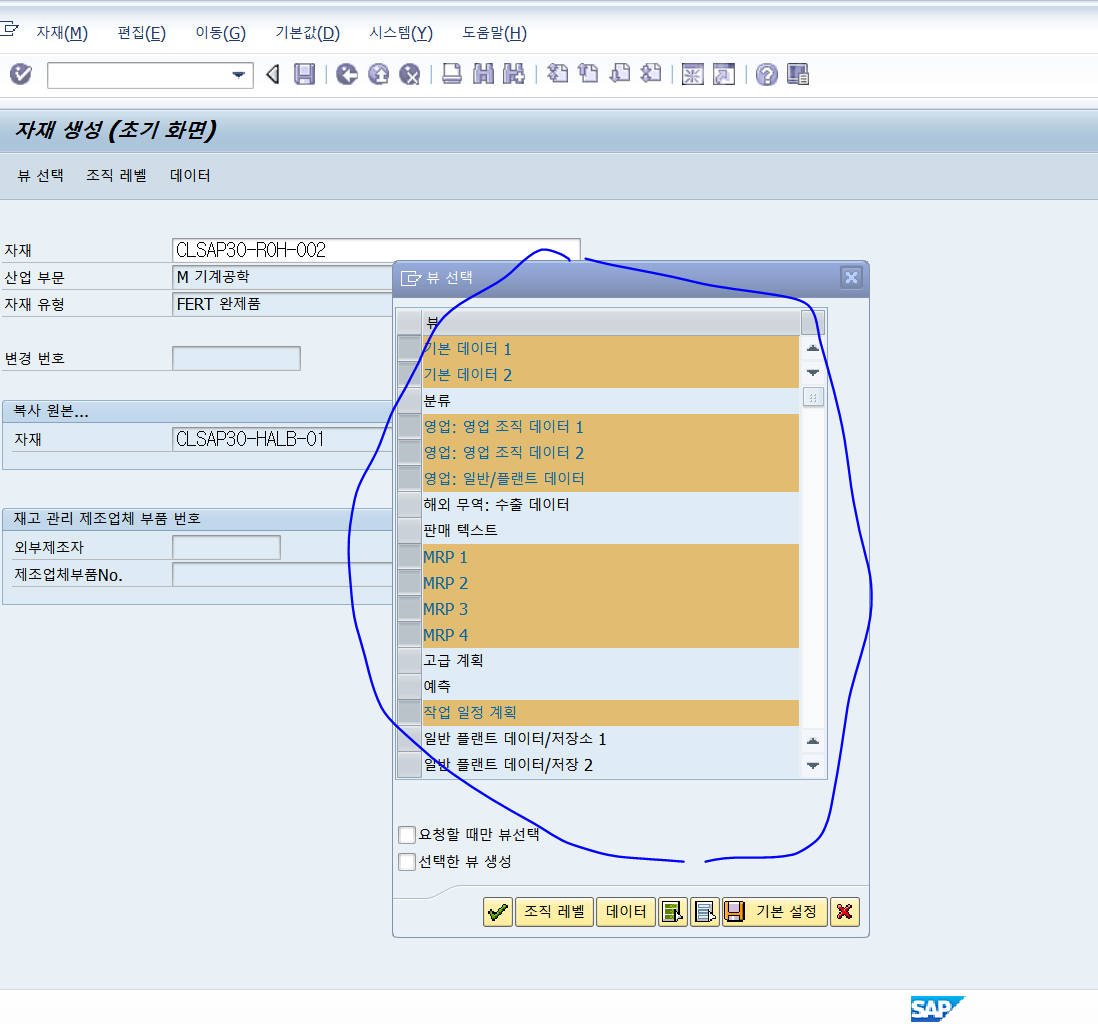 자재(M) 편집(E) 이동(G) 기본값(D) 시스템(Y) 도움말(H)
자재 생성 (초기 화면)
뷰 선택 조직 레벨 데이터
자재 CLSAP30-ROH-002
산업 부문 M 기계공학
자재 유형 FERT 완제품
변경 번호
복사 원본...
자재 CLSAP30-HALB-01
재고 관리 제조업체 부품 번호
외부제조자
제조업체부품No.
뷰 선택
뷰
기본 데이터 1
기본 데이터 2
분류
영업: 영업 조직 데이터 1
영업: 영업 조직 데이터 2
영업: 일반/플랜트 데이터
해외 무역: 수출 데이터
판매 텍스트
MRP 1
MRP 2
MRP 3
MRP 4
고급 계획
예측
작업 일정 계획
일반 플랜트 데이터/저장소 1
일반 플랜트 데이터/저장 2
요청할 때만 뷰선택
선택한 뷰 생성
조직 레벨 데이터 기본 설정
SAP